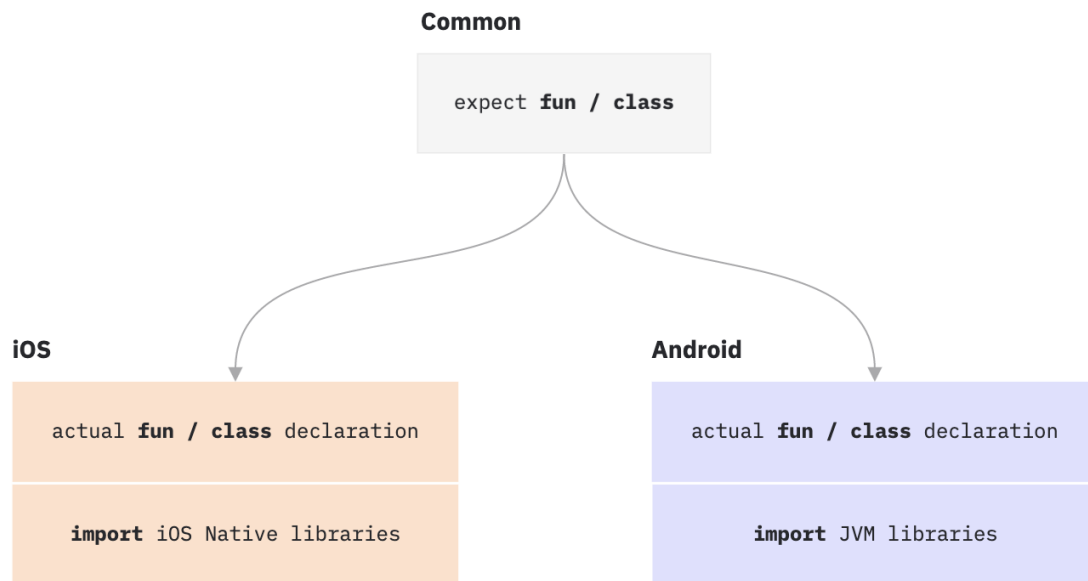 Common
expect fun / class
iOS
actual fun / class declaration
import iOS Native libraries
Android
actual fun / class declaration
import JVM libraries